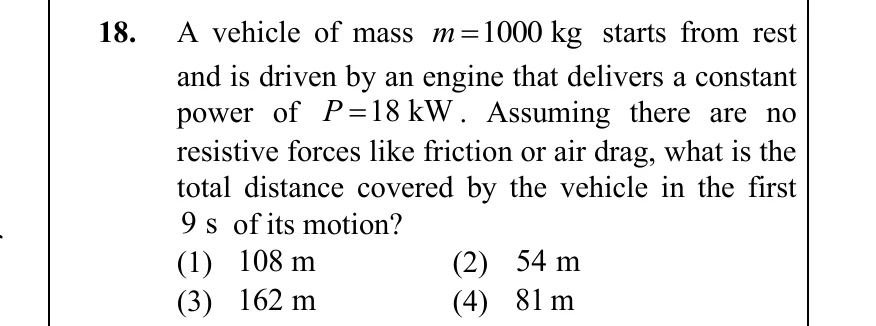 18. A vehicle of mass m=1000 kg starts from rest
and is driven by an engine that delivers a constant
power of P=18 kW. Assuming there are no
resistive forces like friction or air drag, what is the
total distance covered by the vehicle in the first
9 s of its motion?
(1) 108 m (2) 54 m
(3) 162 m (4) 81 m